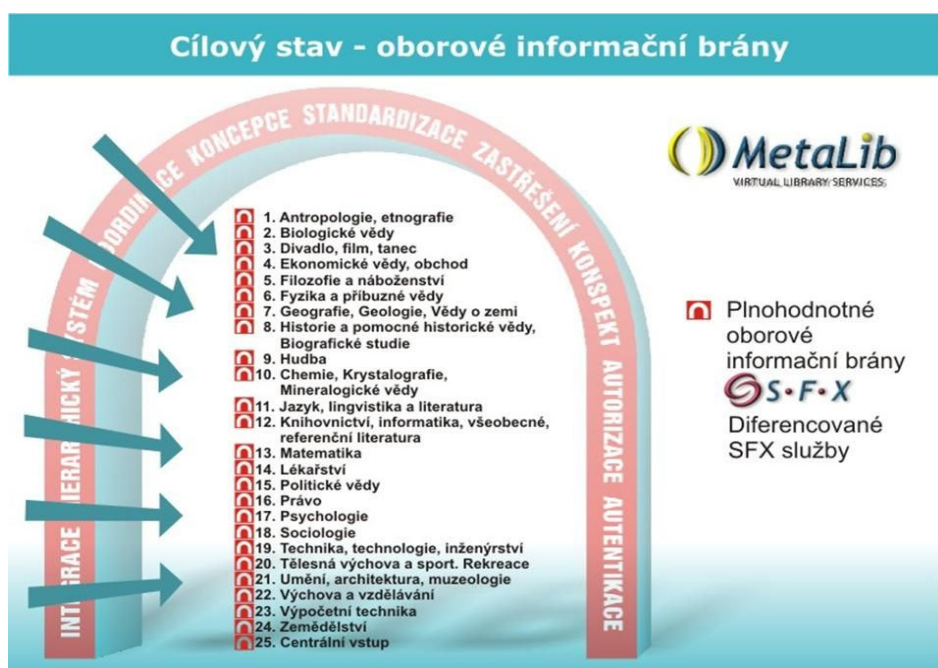 Cílový stav - oborové informační brány
INTEGRACE HIERARCHICKÝ SYSTÉM KOORDINACE KONCEPCE STANDARDIZACE ZASTŘEŠENÍ KONSPEKT AUTORIZACE AUTENTIKACE
MetaLib
VIRTUAL LIBRARY SERVICES
1. Antropologie, etnografie
2. Biologické vědy
3. Divadlo, film, tanec
4. Ekonomické vědy, obchod
5. Filozofie a náboženství
6. Fyzika a příbuzné vědy
7. Geografie, Geologie, Vědy o zemi
8. Historie a pomocné historické vědy,
Biografické studie
9. Hudba
10. Chemie, Krystalografie,
Mineralogické vědy
11. Jazyk, lingvistika a literatura
12. Knihovnictví, informatika, všeobecné,
referenční literatura
13. Matematika
14. Lékařství
15. Politické vědy
16. Právo
17. Psychologie
18. Sociologie
19. Technika, technologie, inženýrství
20. Tělesná výchova a sport. Rekreace
21. Umění, architektura, muzeologie
22. Výchova a vzdělávání
23. Výpočetní technika
24. Zemědělství
25. Centrální vstup
Plnohodnotné
oborové
informační brány
S·F·X
Diferencované
SFX služby